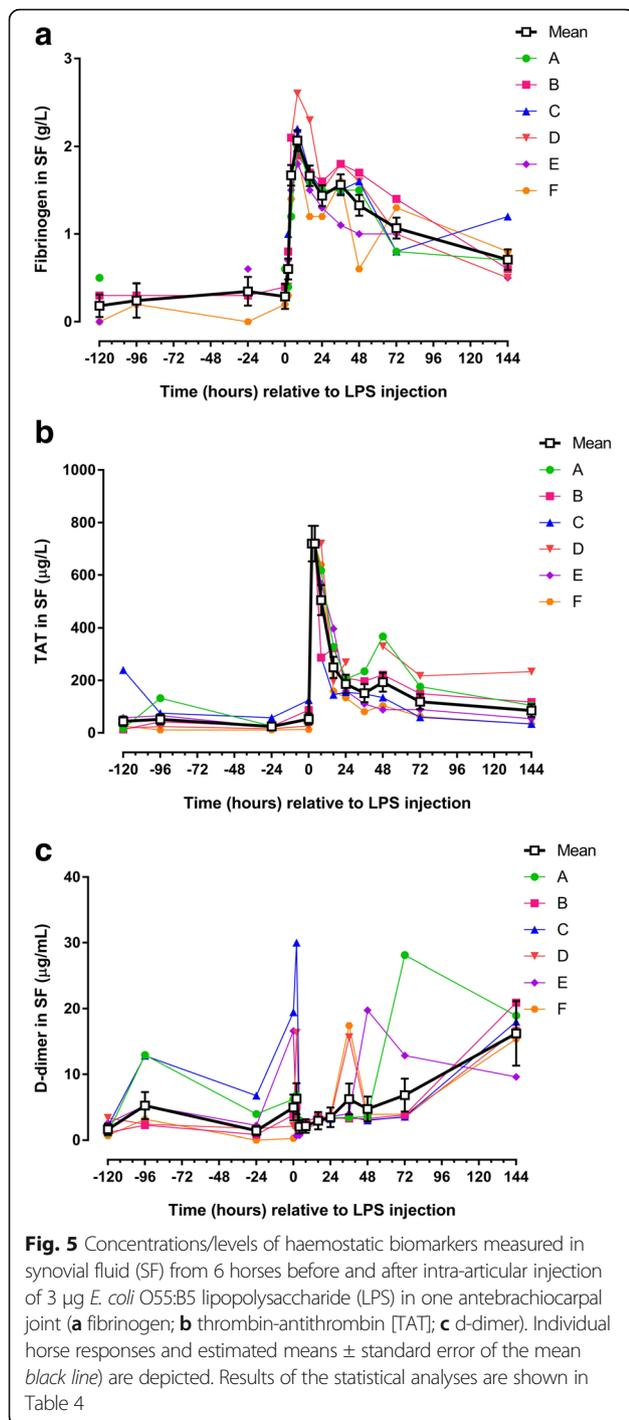 a
Fibrinogen in SF (g/L)
3
2
1
0
-120 -96 -72 -48 -24 0 24 48 72 96 120 144
Time (hours) relative to LPS injection
Mean
A
B
C
D
E
F
b
TAT in SF (µg/L)
1000
800
600
400
200
0
-120 -96 -72 -48 -24 0 24 48 72 96 120 144
Time (hours) relative to LPS injection
Mean
A
B
C
D
E
F
c
D-dimer in SF (µg/mL)
40
30
20
10
0
-120 -96 -72 -48 -24 0 24 48 72 96 120 144
Time (hours) relative to LPS injection
Mean
A
B
C
D
E
F
Fig. 5 Concentrations/levels of haemostatic biomarkers measured in
synovial fluid (SF) from 6 horses before and after intra-articular injection
of 3 µg E. coli O55:B5 lipopolysaccharide (LPS) in one antebrachiocarpal
joint (a fibrinogen; b thrombin-antithrombin [TAT]; c d-dimer). Individual
horse responses and estimated means ± standard error of the mean
black line) are depicted. Results of the statistical analyses are shown in
Table 4